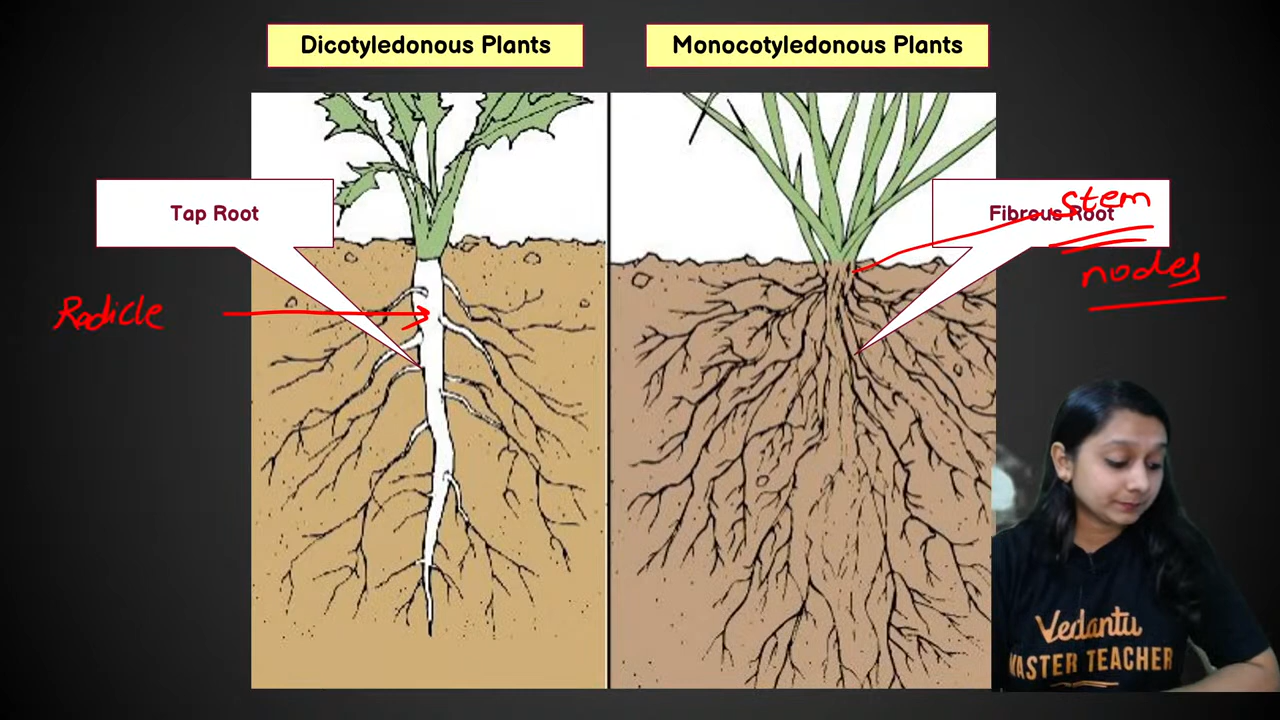 Dicotyledonous Plants
Monocotyledonous Plants
Tap Root
Fibrous Root
stem
nodes
Radicle
Vedantu
MASTER TEACHER